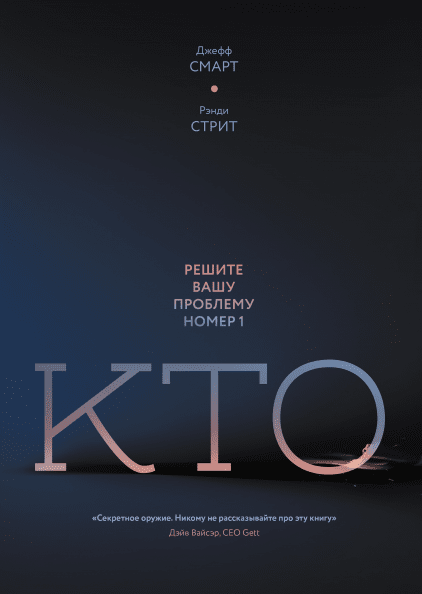 Джефф
СМАРТ
Рэнди
СТРИТ
РЕШИТЕ
ВАШУ
ПРОБЛЕМУ
НОМЕР 1
КТО
«Секретное оружие. Никому не рассказывайте про эту книгу»
Дэйв Вайсэр, CEO Gett